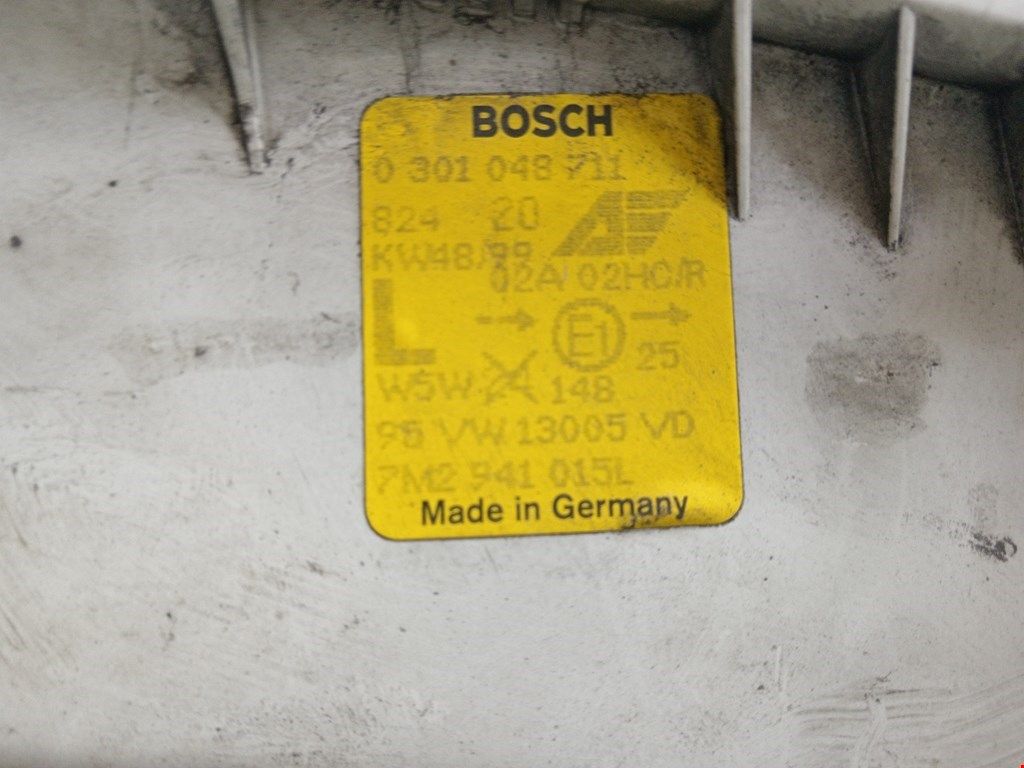 BOSCH
0 301 048 711
824 20
KW48/99
02A/02HC/R
L → E1 →
25
W5W 24 148
95 VW 13005 VD
7M2 941 015L
Made in Germany